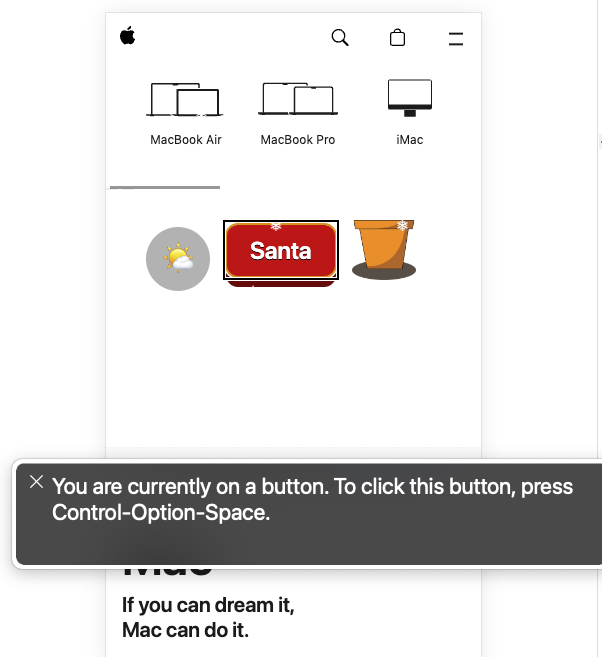 MacBook Air
MacBook Pro
iMac
Santa
You are currently on a button. To click this button, press
Control-Option-Space.
Mac
If you can dream it,
Mac can do it.